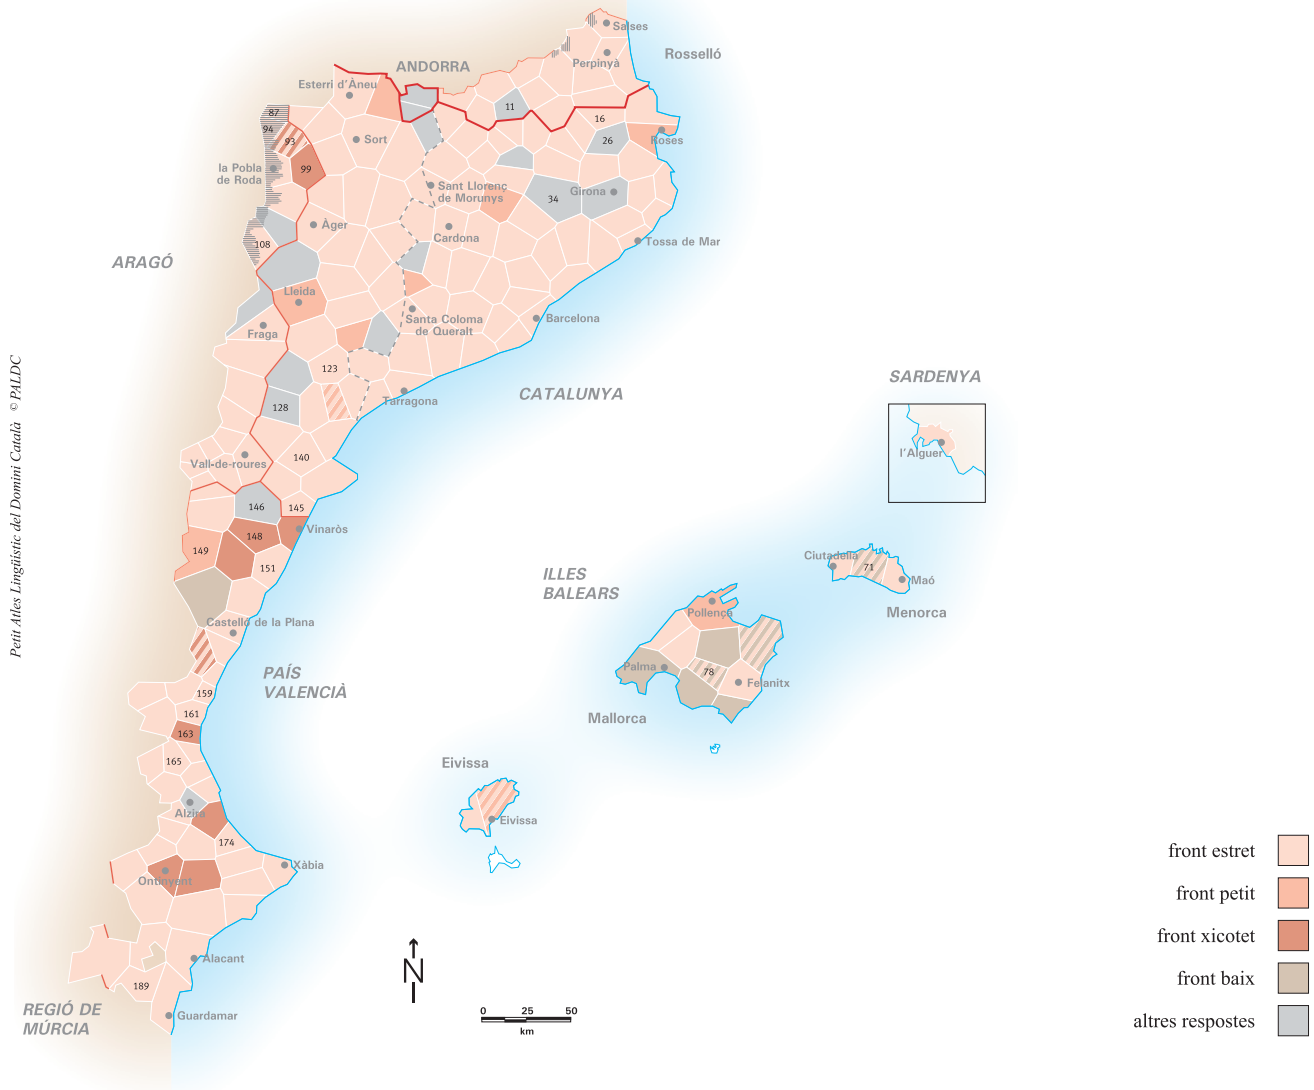 Salses
Rosselló
Perpinyà
ANDORRA
Esterri d'Àneu
87
11
16
94
93
Sort
26
Roses
la Pobla
de Roda
99
Sant Llorenç
de Morunys
34
Girona
Àger
Cardona
108
Tossa de Mar
ARAGÓ
Lleida
Fraga
Santa Coloma
de Queralt
Barcelona
123
SARDENYA
128
Tarragona
CATALUNYA
l'Alguer
Vall-de-roures
140
146
145
Vinaròs
148
149
151
Ciutadella
71
Maó
Menorca
ILLES
BALEARS
Pollença
Castelló de la Plana
Palma
78
Felanitx
PAÍS
VALENCIÀ
159
161
163
165
Mallorca
Eivissa
Alzira
Eivissa
174
Xàbia
Ontinyent
Alacant
189
REGIÓ DE
MÚRCIA
Guardamar
N
0 25 50
km
front estret
front petit
front xicotet
front baix
altres respostes
Petit Atles Lingüístic del Domini Català © PALDC